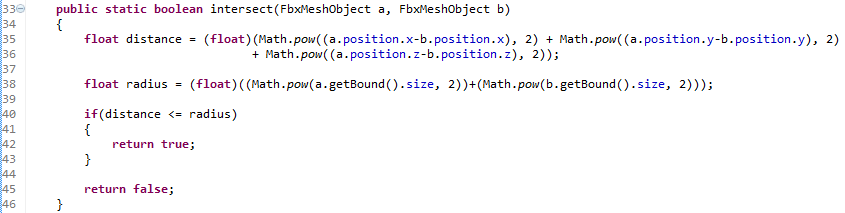 33 public static boolean intersect(FbxMeshObject a, FbxMeshObject b)
34 {
35 float distance = (float)(Math.pow((a.position.x-b.position.x), 2) + Math.pow((a.position.y-b.position.y), 2)
36 + Math.pow((a.position.z-b.position.z), 2));
37
38 float radius = (float)((Math.pow(a.getBound().size, 2))+(Math.pow(b.getBound().size, 2)));
39
40 if(distance <= radius)
41 {
42 return true;
43 }
44
45 return false;
46 }